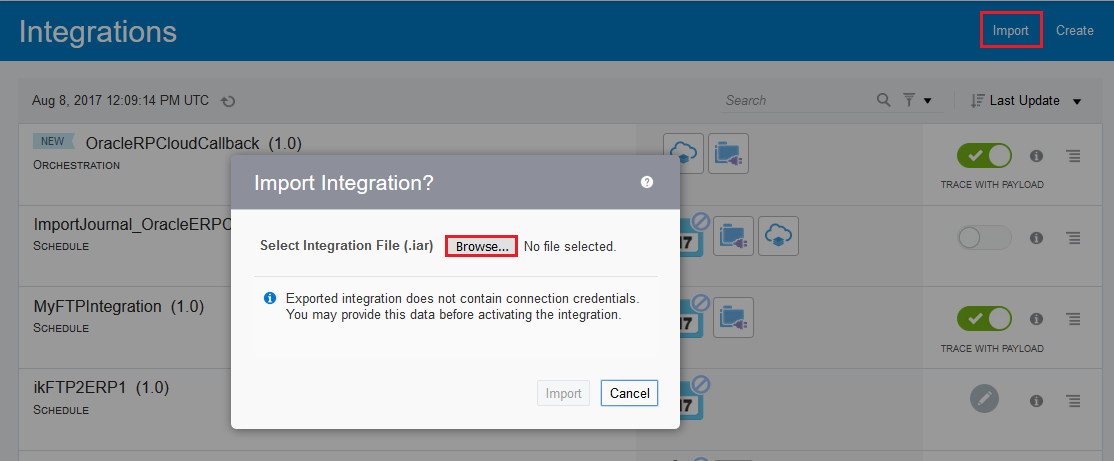 Integrations
Import
Create
Aug 8, 2017 12:09:14 PM UTC
Search
Last Update
NEW OracleRPCloudCallback (1.0)
ORCHESTRATION
TRACE WITH PAYLOAD
Import Integration?
?
Select Integration File (.iar) Browse... No file selected.
Exported integration does not contain connection credentials.
You may provide this data before activating the integration.
Import Cancel
ImportJournal_OracleERPC
SCHEDULE
17
MyFTPIntegration (1.0)
SCHEDULE
17
TRACE WITH PAYLOAD
ikFTP2ERP1 (1.0)
SCHEDULE
17